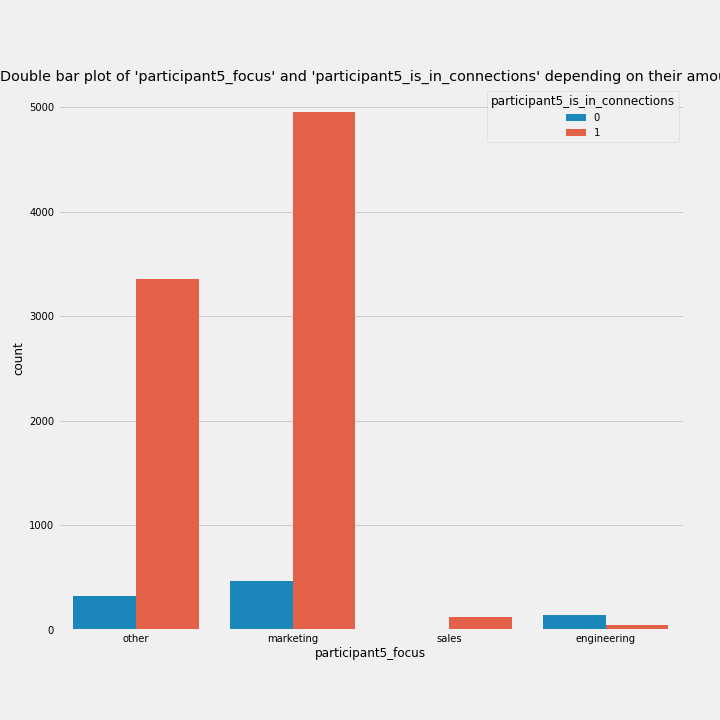 Double bar plot of 'participant5_focus' and 'participant5_is_in_connections' depending on their
participant5_is_in_connections
0
1
5000
4000
3000
2000
1000
0
count
other marketing sales engineering
participant5_focus